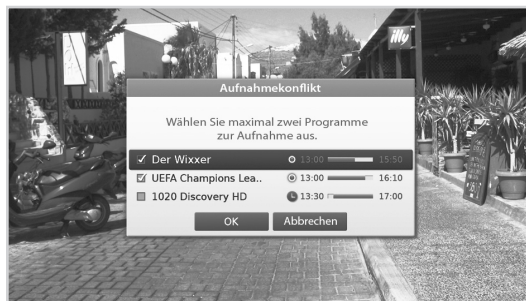 illy
Aufnahmekonflikt
Wählen Sie maximal zwei Programme
zur Aufnahme aus.
Der Wixxer 13:00 15:50
UEFA Champions Lea.. 13:00 16:10
1020 Discovery HD 13:30 17:00
OK Abbrechen